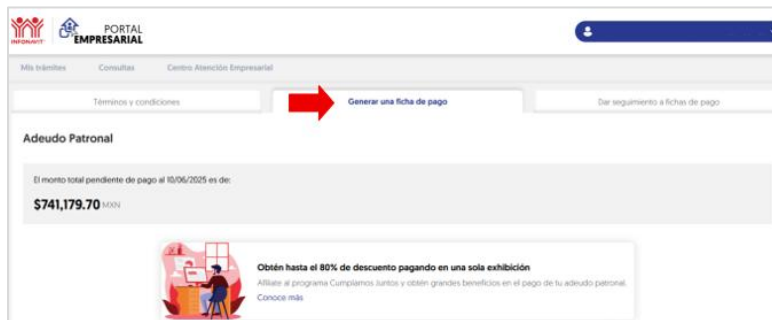 INFONAVIT
PORTAL
EMPRESARIAL
Mis trámites Consultas Centro Atención Empresarial
Términos y condiciones Generar una ficha de pago Dar seguimiento a fichas de pago
Adeudo Patronal
El monto total pendiente de pago al 10/06/2025 es de:
$741,179.70 MXN
Obtén hasta el 80% de descuento pagando en una sola exhibición
Afíliate al programa Cumplamos Juntos y obtén grandes beneficios en el pago de tu adeudo patronal.
Conoce más